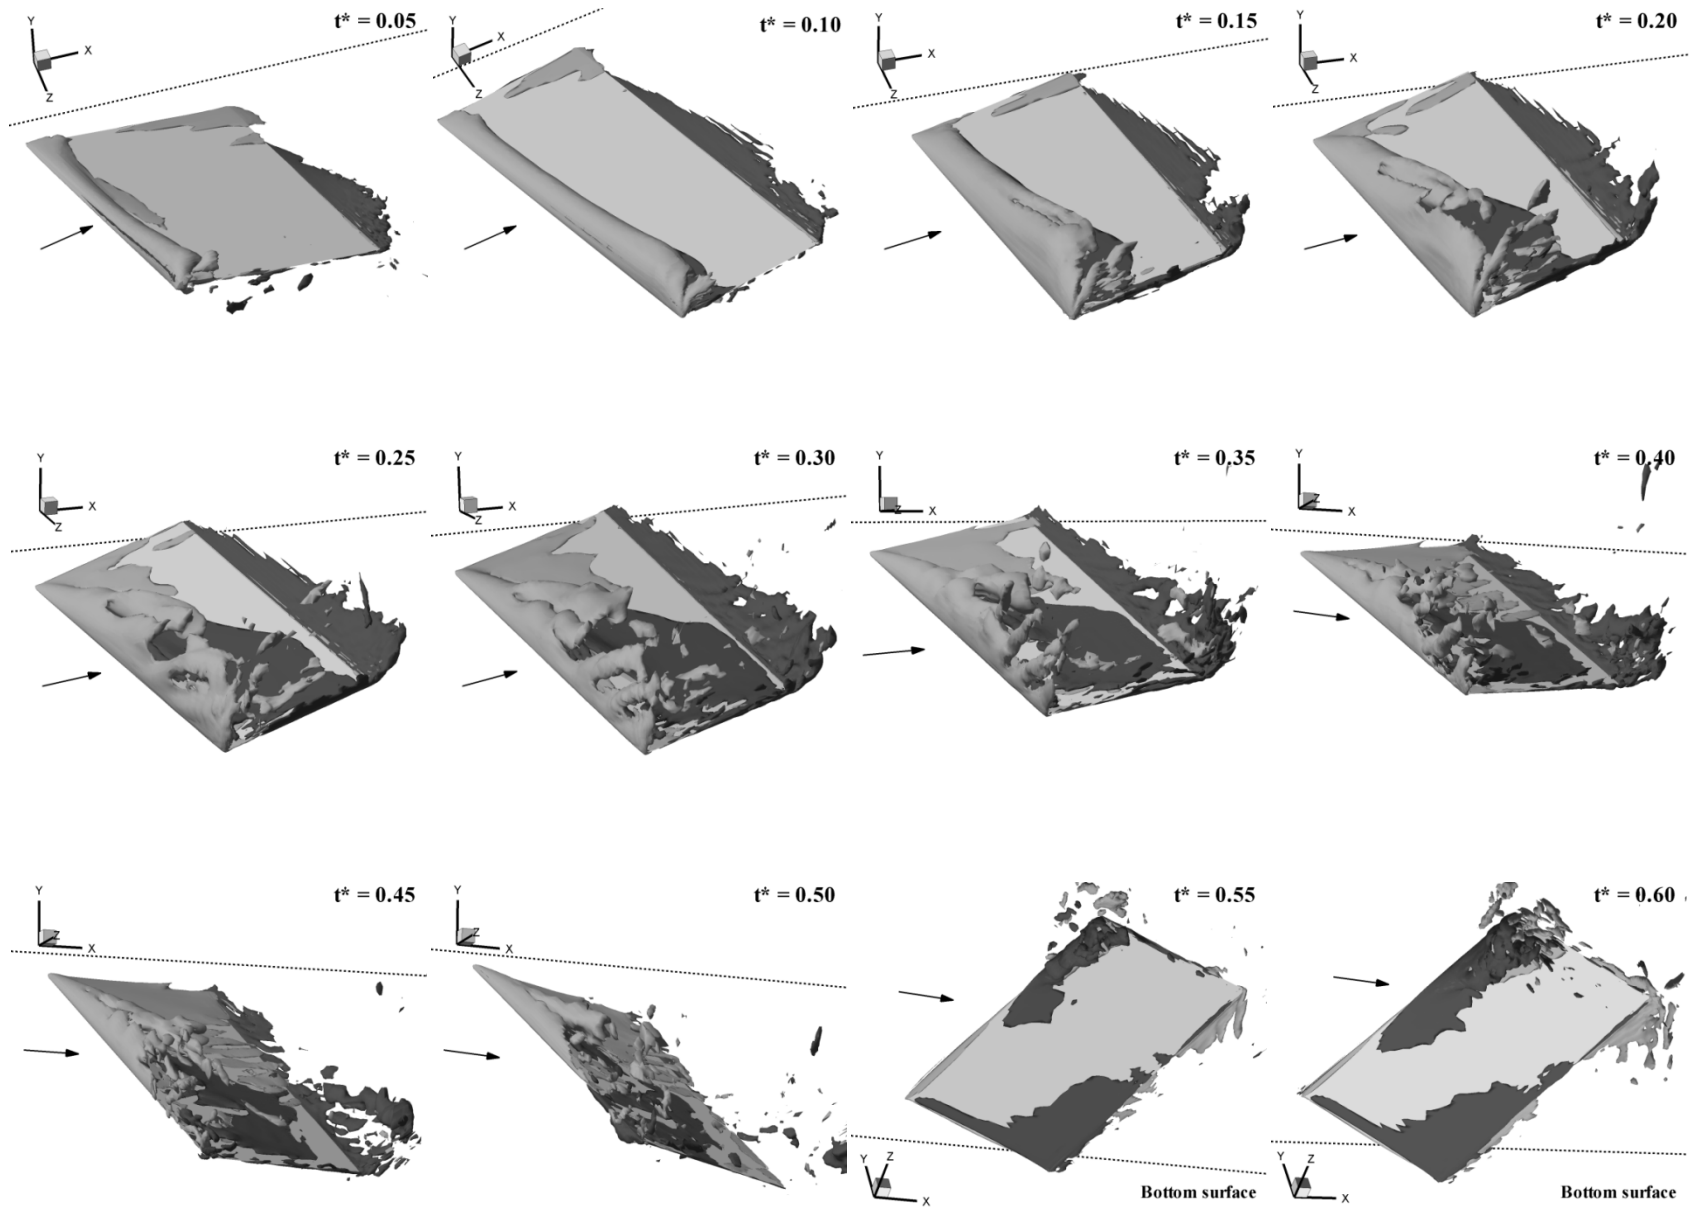 t* = 0.05
Y
X
Z
t* = 0.10
Y
X
Z
t* = 0.15
Y
X
Z
t* = 0.20
Y
X
Z
t* = 0.25
Y
X
Z
t* = 0.30
Y
X
Z
t* = 0.35
Y
X
Z
t* = 0.40
Y
Z
X
t* = 0.45
Y
Z
X
t* = 0.50
Y
Z
X
t* = 0.55
Y
Z
X
Bottom surface
t* = 0.60
Y
Z
X
Bottom surface